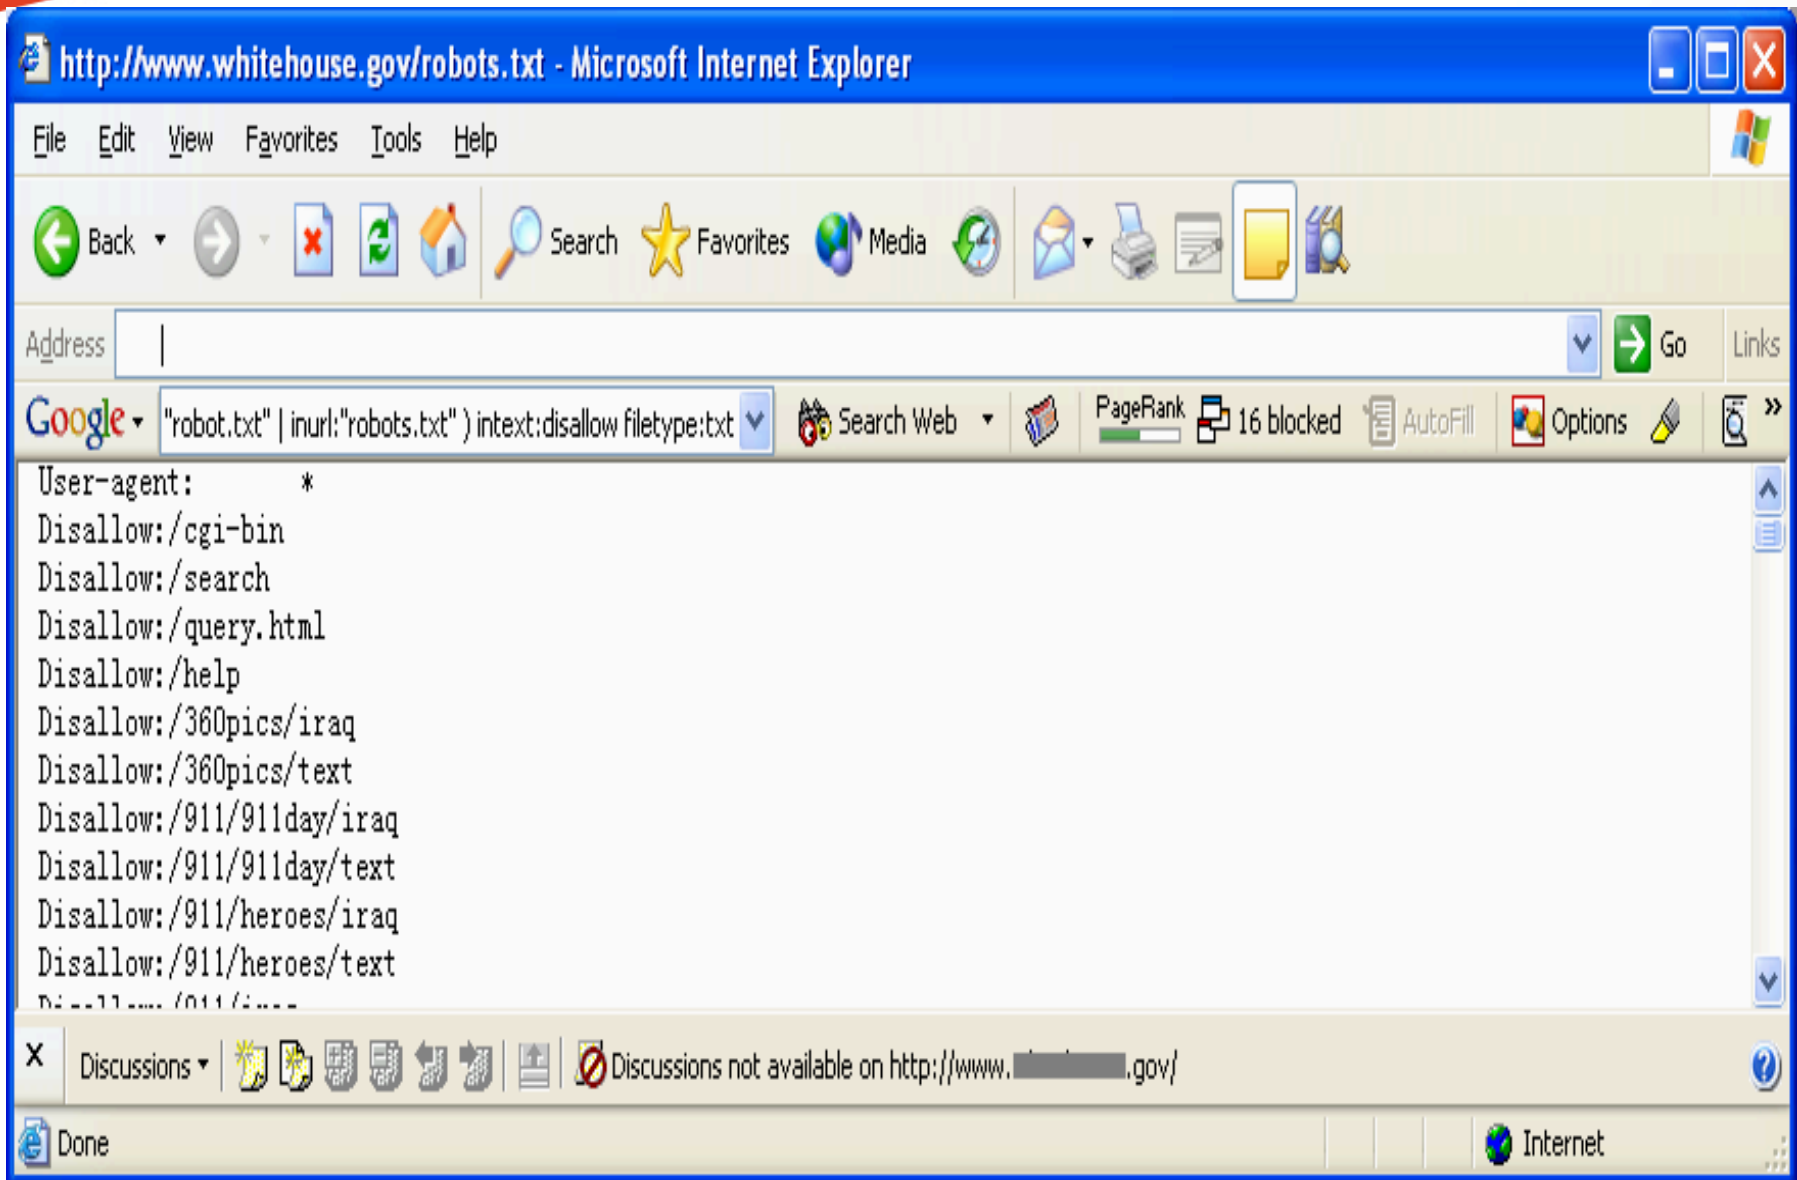 http://www.whitehouse.gov/robots.txt - Microsoft Internet Explorer
File Edit View Favorites Tools Help
Back Search Favorites Media
Address Go Links
Google "robot.txt" | inurl:"robots.txt" ) intext:disallow filetype:txt Search Web PageRank 16 blocked AutoFill Options »
User-agent: *
Disallow:/cgi-bin
Disallow:/search
Disallow:/query.html
Disallow:/help
Disallow:/360pics/iraq
Disallow:/360pics/text
Disallow:/911/911day/iraq
Disallow:/911/911day/text
Disallow:/911/heroes/iraq
Disallow:/911/heroes/text
X Discussions Discussions not available on http://www. .gov/
Done Internet